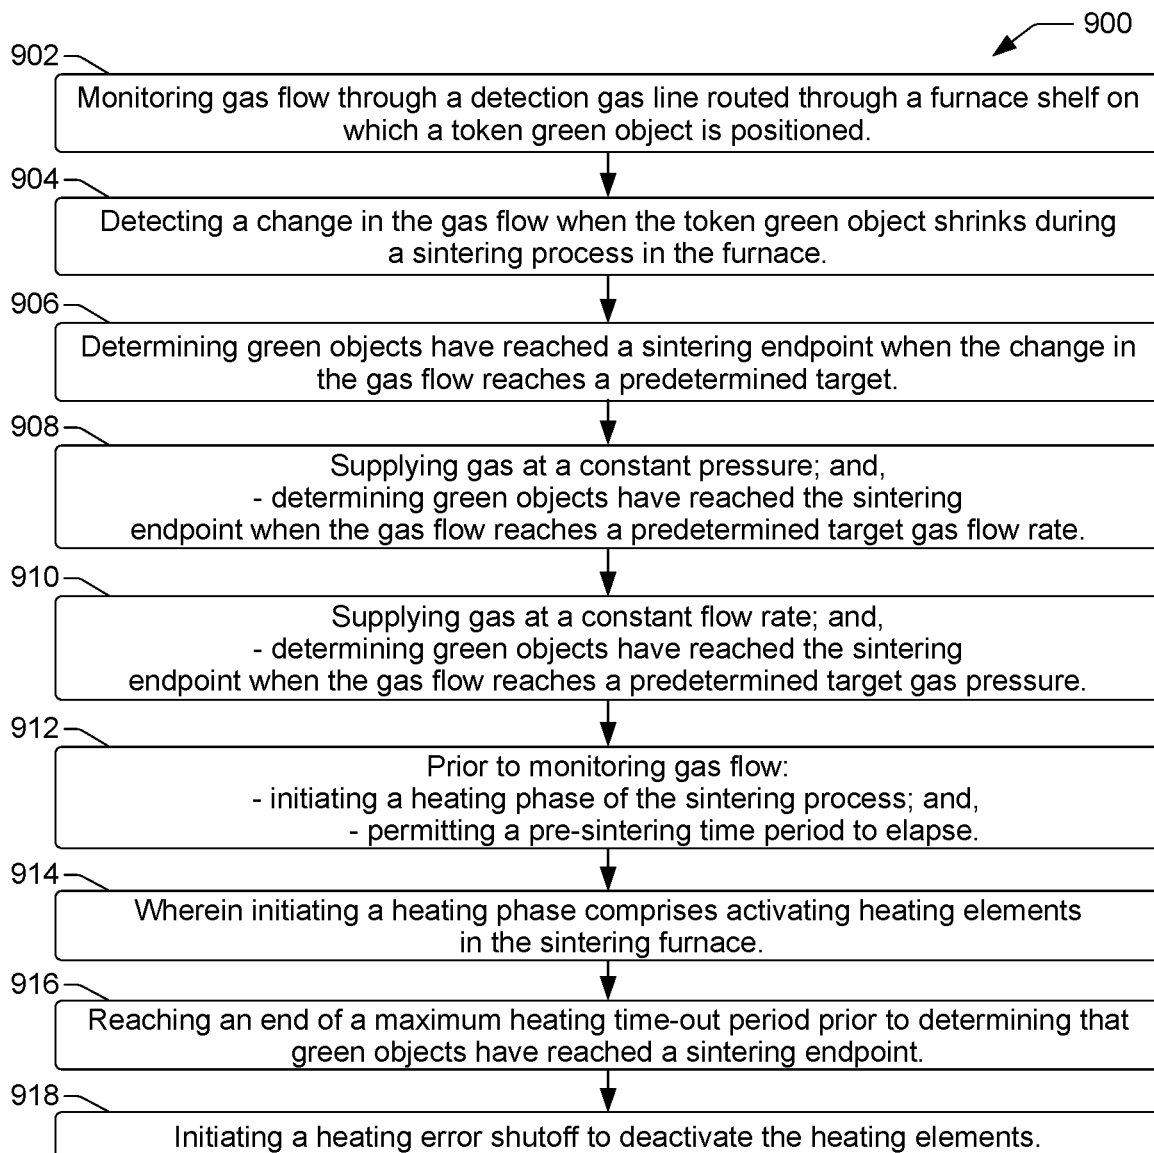 900
902
Monitoring gas flow through a detection gas line routed through a furnace shelf on
which a token green object is positioned.
904
Detecting a change in the gas flow when the token green object shrinks during
a sintering process in the furnace.
906
Determining green objects have reached a sintering endpoint when the change in
the gas flow reaches a predetermined target.
908
Supplying gas at a constant pressure; and,
- determining green objects have reached the sintering
endpoint when the gas flow reaches a predetermined target gas flow rate.
910
Supplying gas at a constant flow rate; and,
- determining green objects have reached the sintering
endpoint when the gas flow reaches a predetermined target gas pressure.
912
Prior to monitoring gas flow:
- initiating a heating phase of the sintering process; and,
- permitting a pre-sintering time period to elapse.
914
Wherein initiating a heating phase comprises activating heating elements
in the sintering furnace.
916
Reaching an end of a maximum heating time-out period prior to determining that
green objects have reached a sintering endpoint.
918
Initiating a heating error shutoff to deactivate the heating elements.